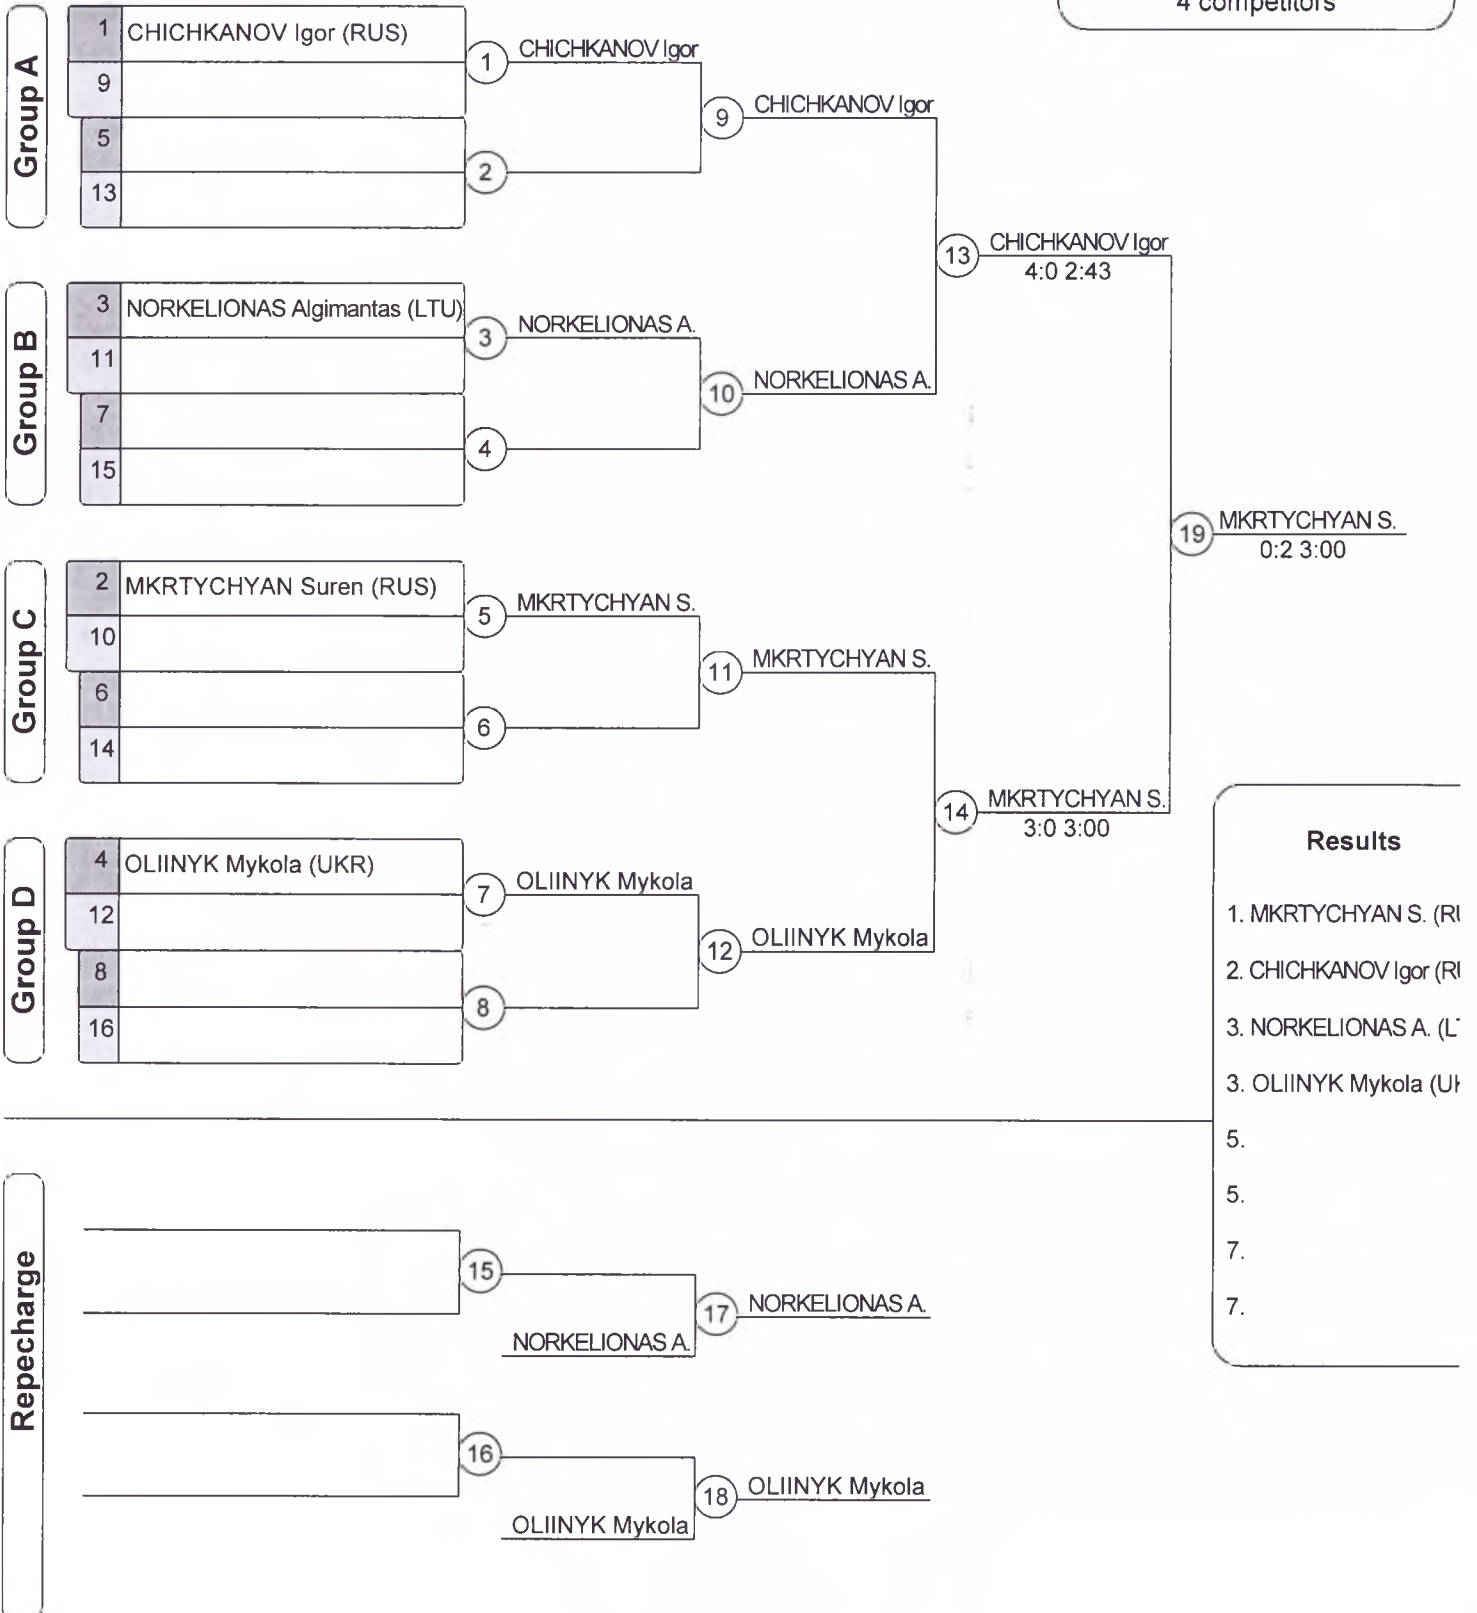 4 competitors
Group A
1 CHICHKANOV Igor (RUS)
9
5
13
1 CHICHKANOV Igor
2
9 CHICHKANOV Igor
13 CHICHKANOV Igor
4:0 2:43
Group B
3 NORKELIONAS Algimantas (LTU)
11
7
15
3 NORKELIONAS A.
4
10 NORKELIONAS A.
19 MKRTYCHYAN S.
0:2 3:00
Group C
2 MKRTYCHYAN Suren (RUS)
10
6
14
5 MKRTYCHYAN S.
6
11 MKRTYCHYAN S.
14 MKRTYCHYAN S.
3:0 3:00
Group D
4 OLIINYK Mykola (UKR)
12
8
16
7 OLIINYK Mykola
8
12 OLIINYK Mykola
Results
1. MKRTYCHYAN S. (RU
2. CHICHKANOV Igor (RU
3. NORKELIONAS A. (LT
3. OLIINYK Mykola (UK
5.
5.
7.
7.
Repecharge
15
NORKELIONAS A.
17 NORKELIONAS A.
16
OLIINYK Mykola
18 OLIINYK Mykola